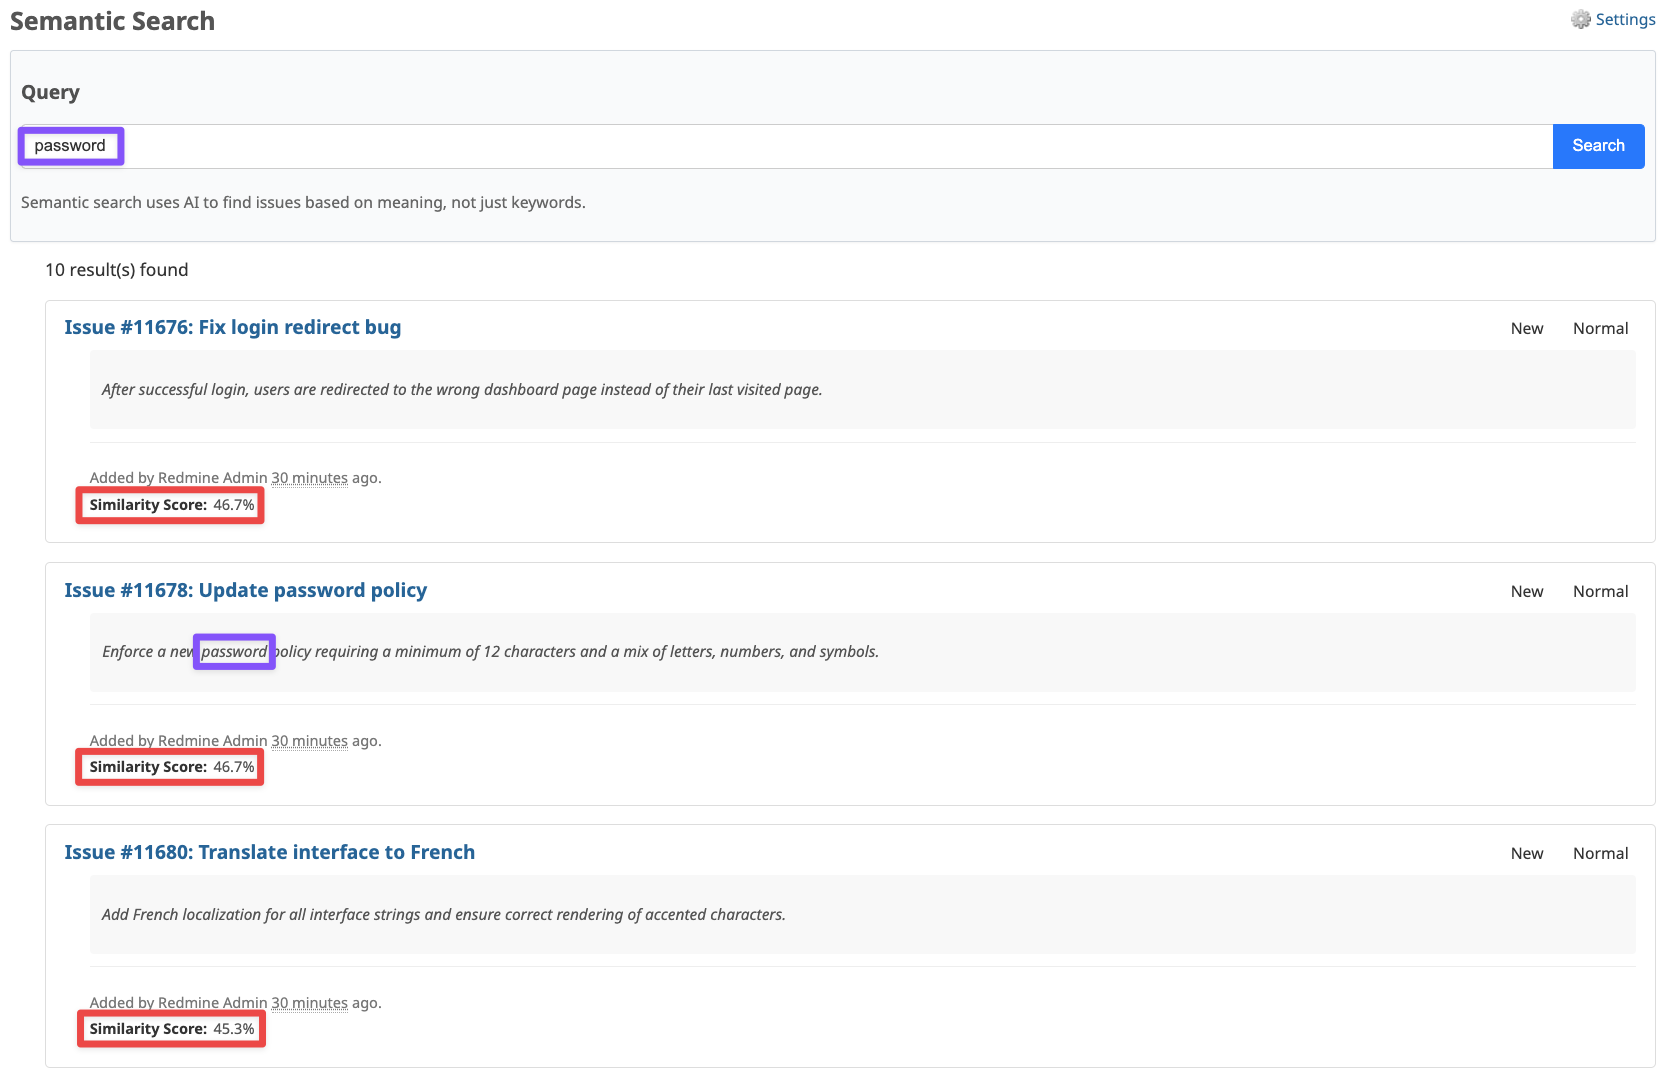 Semantic Search
Settings
Query
password
Search
Semantic search uses AI to find issues based on meaning, not just keywords.
10 result(s) found
Issue #11676: Fix login redirect bug
New Normal
After successful login, users are redirected to the wrong dashboard page instead of their last visited page.
Added by Redmine Admin 30 minutes ago.
Similarity Score: 46.7%
Issue #11678: Update password policy
New Normal
Enforce a new password policy requiring a minimum of 12 characters and a mix of letters, numbers, and symbols.
Added by Redmine Admin 30 minutes ago.
Similarity Score: 46.7%
Issue #11680: Translate interface to French
New Normal
Add French localization for all interface strings and ensure correct rendering of accented characters.
Added by Redmine Admin 30 minutes ago.
Similarity Score: 45.3%